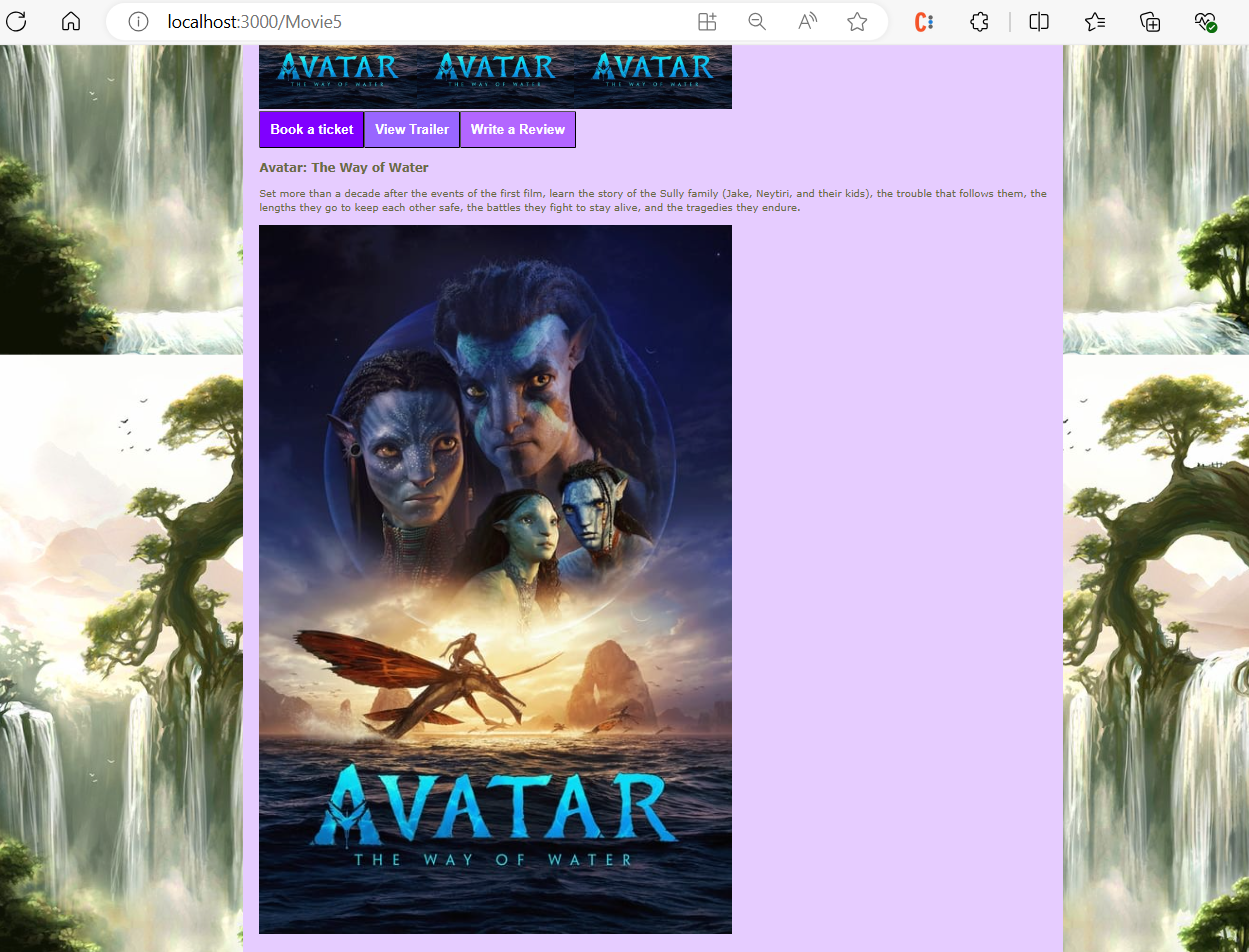 localhost:3000/Movie5
AVATAR AVATAR AVATAR
THE WAY OF WATER THE WAY OF WATER THE WAY OF WATER
Book a ticket View Trailer Write a Review
Avatar: The Way of Water
Set more than a decade after the events of the first film, learn the story of the Sully family (Jake, Neytiri, and their kids), the trouble that follows them, the
lengths they go to keep each other safe, the battles they fight to stay alive, and the tragedies they endure.
AVATAR
THE WAY OF WATER